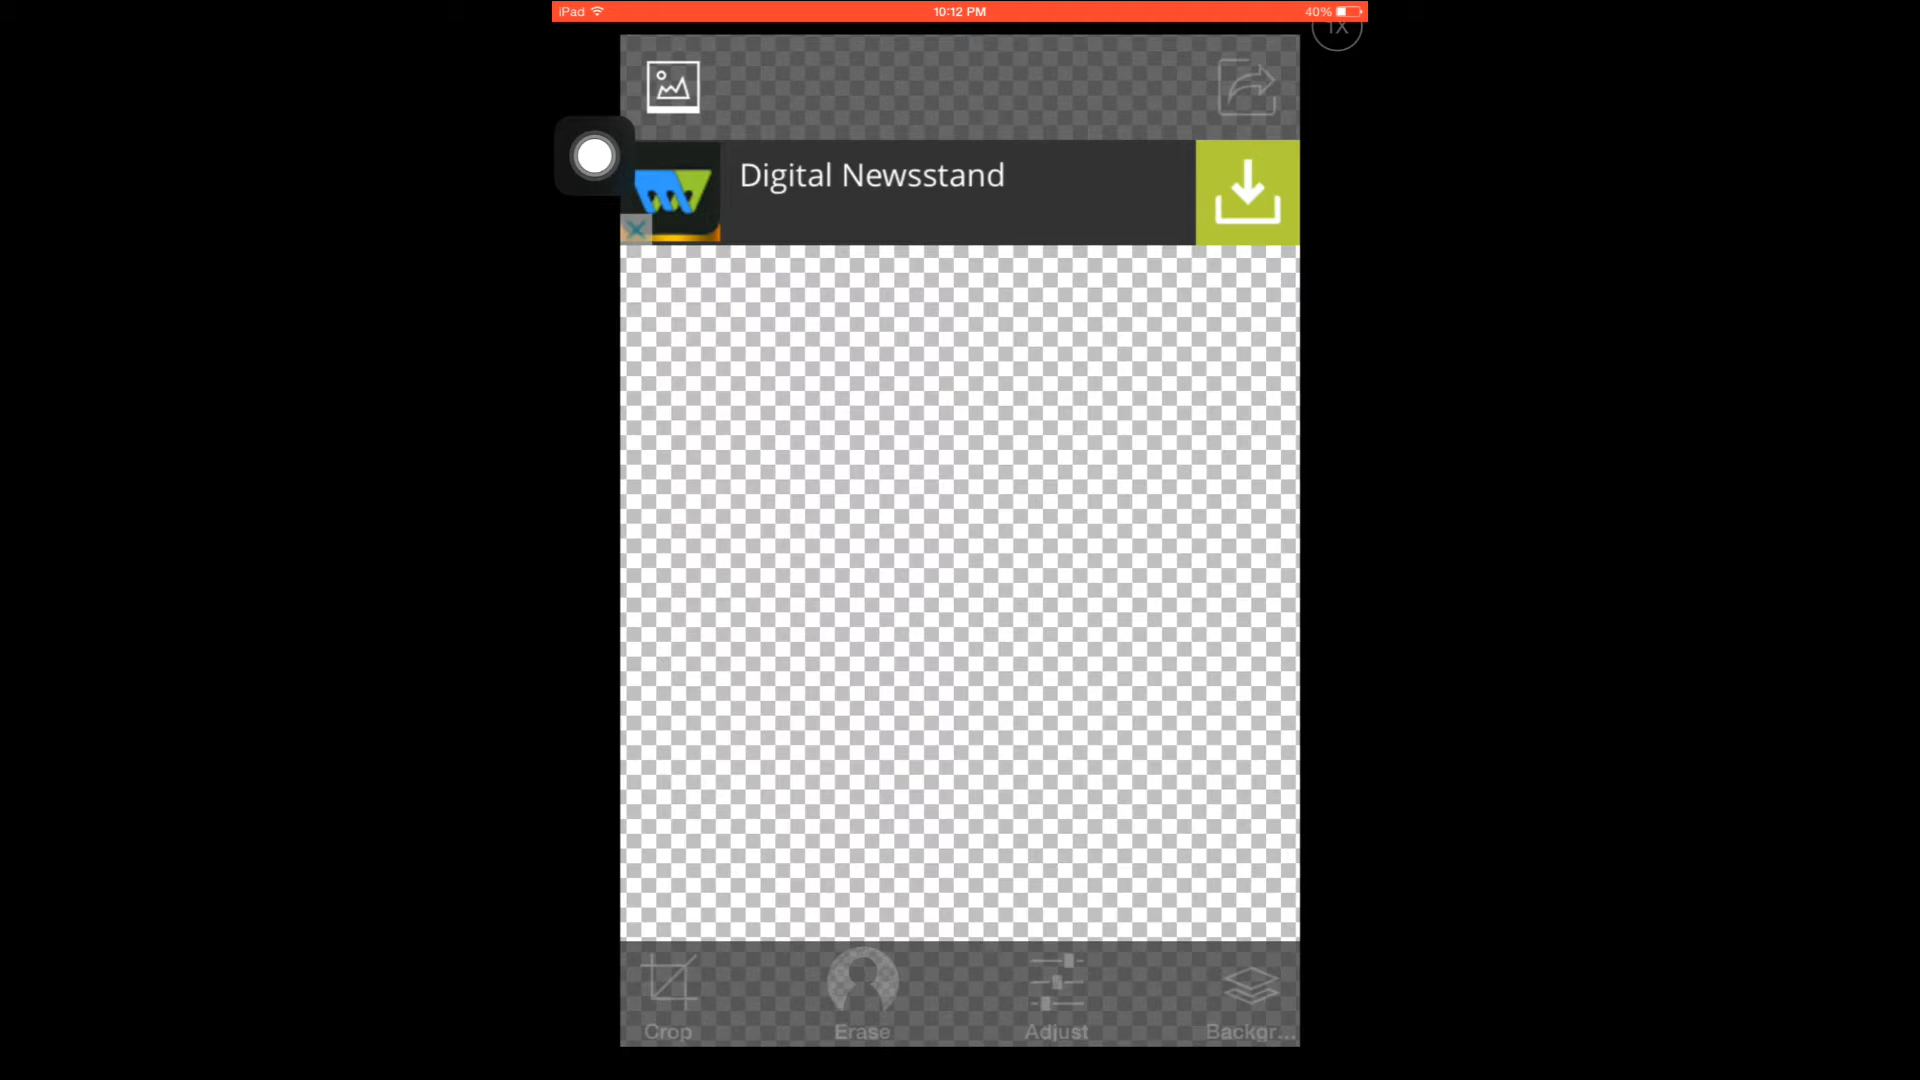 iPad 10:12 PM 40%
1X
Digital Newsstand
Crop Erase Adjust Backgr...